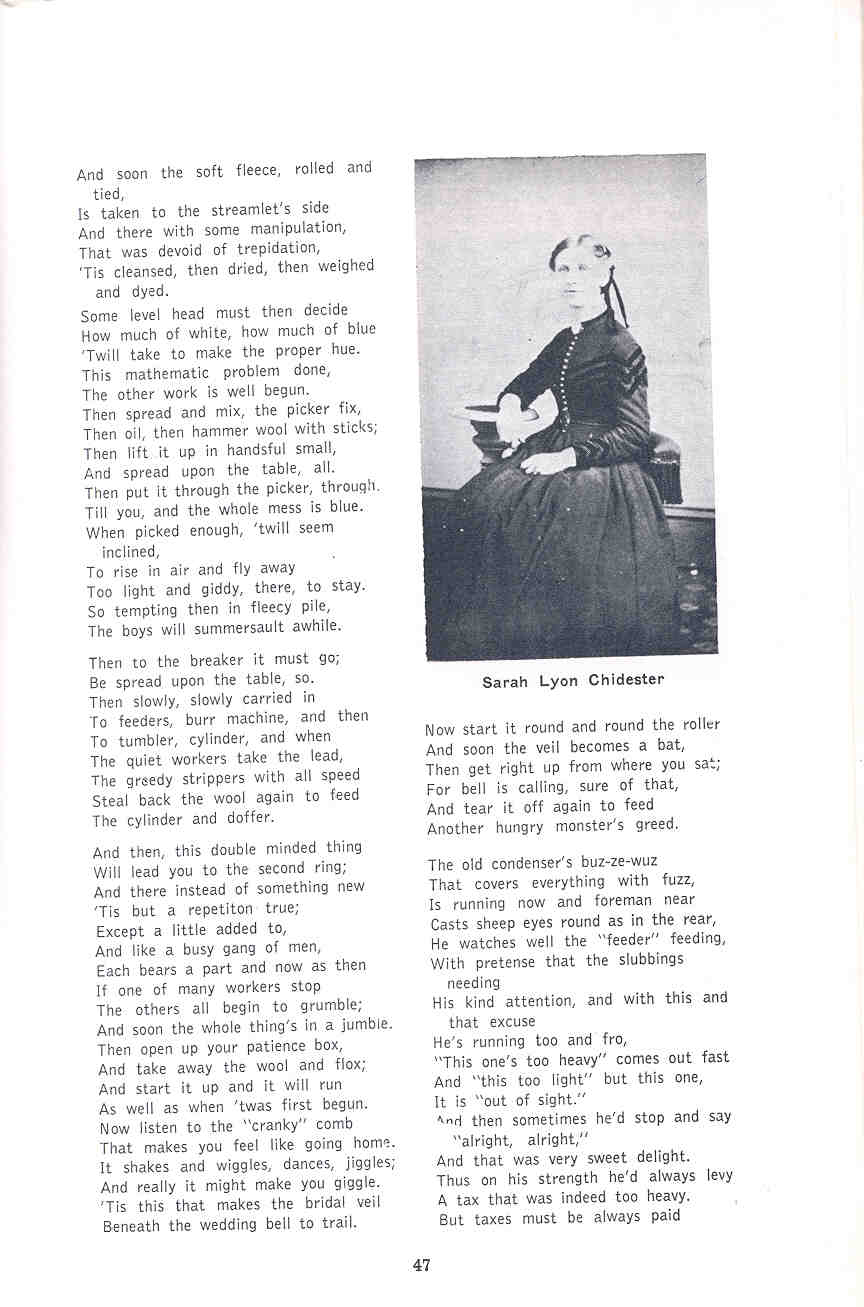 And soon the soft fleece, rolled and
tied,
Is taken to the streamlet's side
And there with some manipulation,
That was devoid of trepidation,
'Tis cleansed, then dried, then weighed
and dyed.
Some level head must then decide
How much of white, how much of blue
'Twill take to make the proper hue.
This mathematic problem done,
The other work is well begun.
Then spread and mix, the picker fix,
Then oil, then hammer wool with sticks;
Then lift it up in handsful small,
And spread upon the table, all.
Then put it through the picker, through.
Till you, and the whole mess is blue.
When picked enough, 'twill seem
inclined,
To rise in air and fly away
Too light and giddy, there, to stay.
So tempting then in fleecy pile,
The boys will summersault awhile.

Then to the breaker it must go;
Be spread upon the table, so.
Then slowly, slowly carried in
To feeders, burr machine, and then
To tumbler, cylinder, and when
The quiet workers take the lead,
The greedy strippers with all speed
Steal back the wool again to feed
The cylinder and doffer.

And then, this double minded thing
Will lead you to the second ring;
And there instead of something new
'Tis but a repetiton true;
Except a little added to,
And like a busy gang of men,
Each bears a part and now as then
If one of many workers stop
The others all begin to grumble;
And soon the whole thing's in a jumble.
Then open up your patience box,
And take away the wool and flox;
And start it up and it will run
As well as when 'twas first begun.
Now listen to the "cranky" comb
That makes you feel like going home.
It shakes and wiggles, dances, jiggles;
And really it might make you giggle.
'Tis this that makes the bridal veil
Beneath the wedding bell to trail.

Sarah Lyon Chidester

Now start it round and round the roller
And soon the veil becomes a bat,
Then get right up from where you sat;
For bell is calling, sure of that,
And tear it off again to feed
Another hungry monster's greed.

The old condenser's buz-ze-wuz
That covers everything with fuzz,
Is running now and foreman near
Casts sheep eyes round as in the rear,
He watches well the "feeder" feeding,
With pretense that the slubbings
needing
His kind attention, and with this and
that excuse
He's running too and fro,
"This one's too heavy" comes out fast
And "this too light" but this one,
It is "out of sight."
And then sometimes he'd stop and say
"alright, alright,"
And that was very sweet delight.
Thus on his strength he'd always levy
A tax that was indeed too heavy.
But taxes must be always paid

47